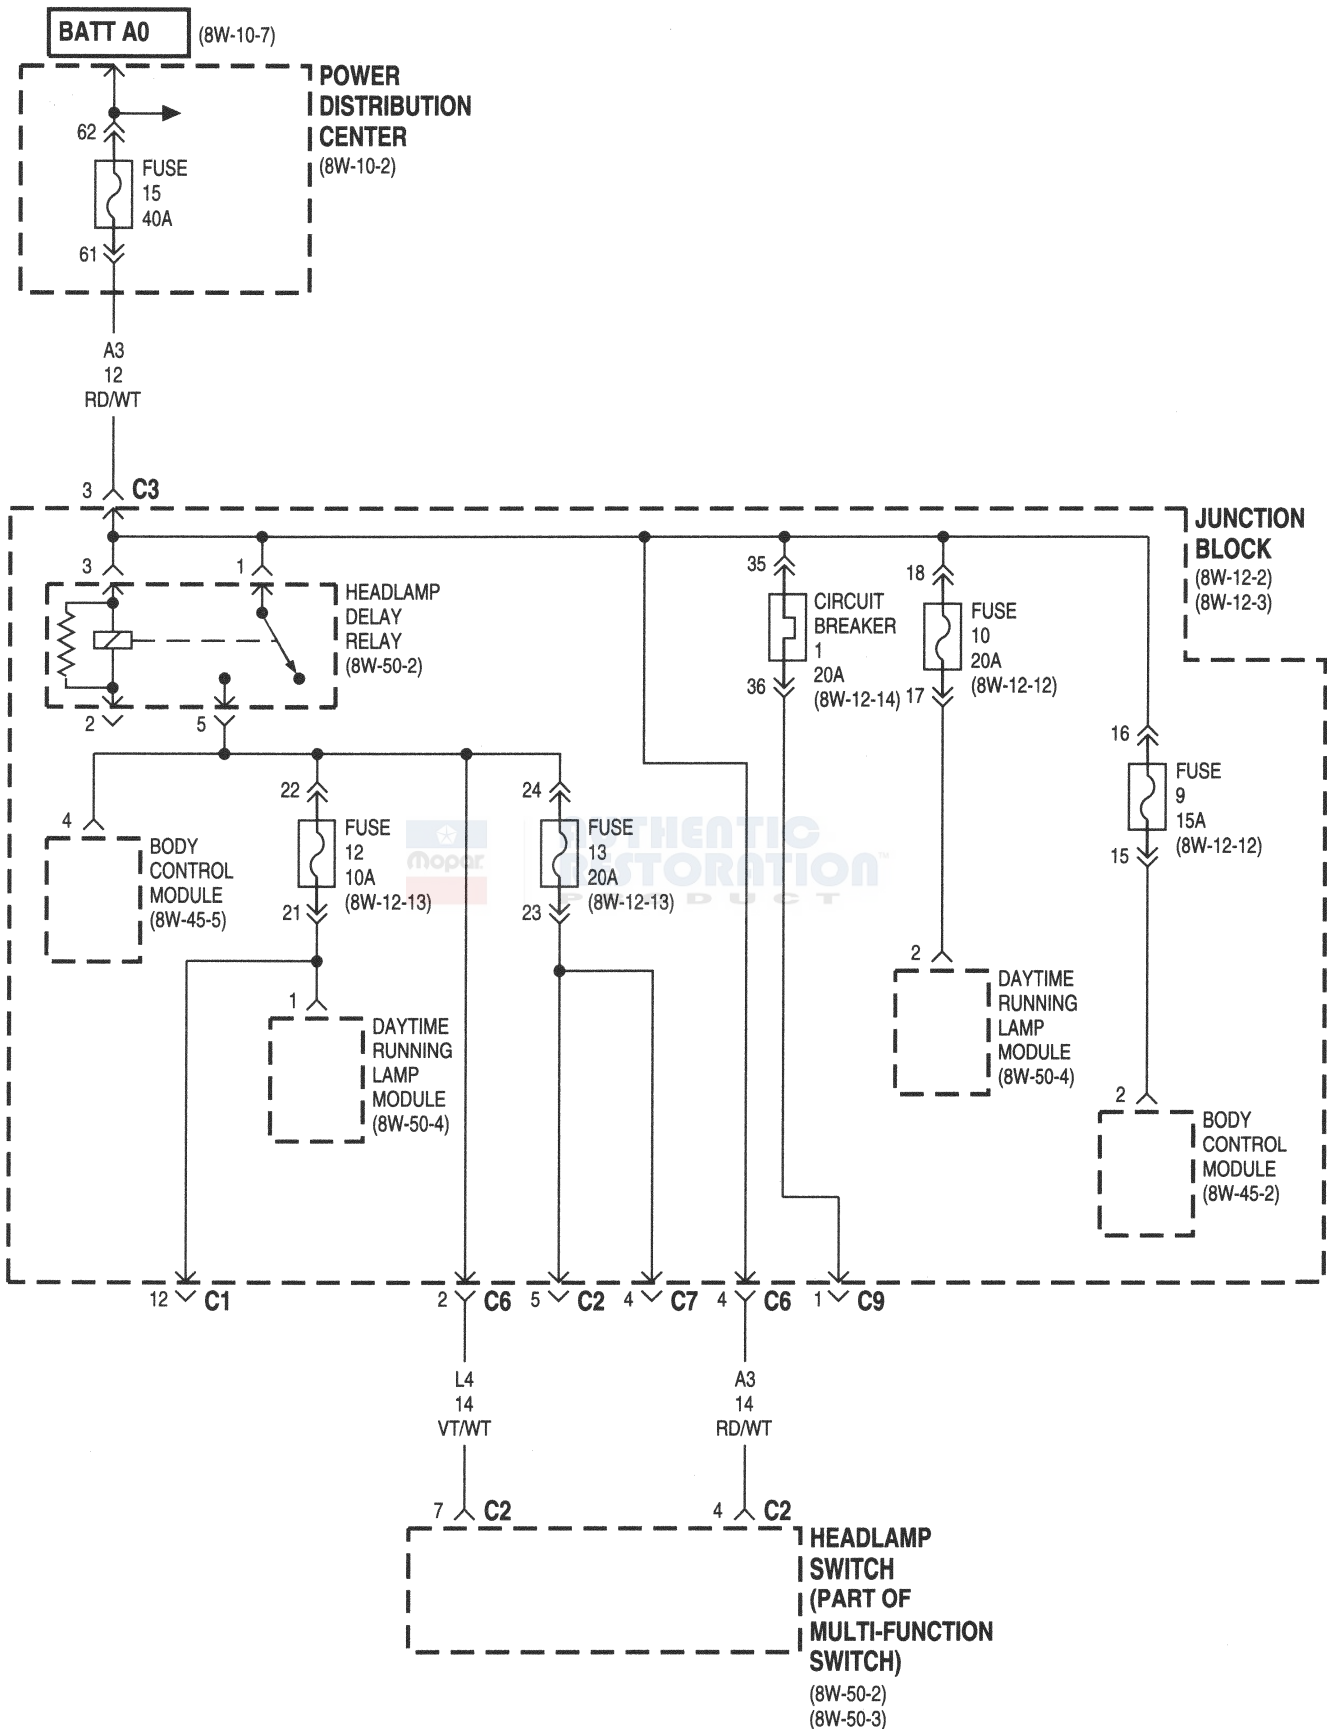 BATT A0 (8W-10-7)
POWER
DISTRIBUTION
CENTER
(8W-10-2)
62
FUSE
15
40A
61
A3
12
RD/WT
3 C3
JUNCTION
BLOCK
(8W-12-2)
(8W-12-3)
3
1
HEADLAMP
DELAY
RELAY
(8W-50-2)
2
5
35
CIRCUIT
BREAKER
1
20A
(8W-12-14)
36
18
FUSE
10
20A
(8W-12-12)
17
16
FUSE
9
15A
(8W-12-12)
15
4
BODY
CONTROL
MODULE
(8W-45-5)
22
FUSE
12
10A
(8W-12-13)
21
24
FUSE
13
20A
(8W-12-13)
23
Mopar
AUTHENTIC
RESTORATION™
PRODUCT
1
DAYTIME
RUNNING
LAMP
MODULE
(8W-50-4)
2
DAYTIME
RUNNING
LAMP
MODULE
(8W-50-4)
2
BODY
CONTROL
MODULE
(8W-45-2)
12 C1
2 C6
5 C2
4 C7
4 C6
1 C9
L4
14
VT/WT
A3
14
RD/WT
7 C2
4 C2
HEADLAMP
SWITCH
(PART OF
MULTI-FUNCTION
SWITCH)
(8W-50-2)
(8W-50-3)